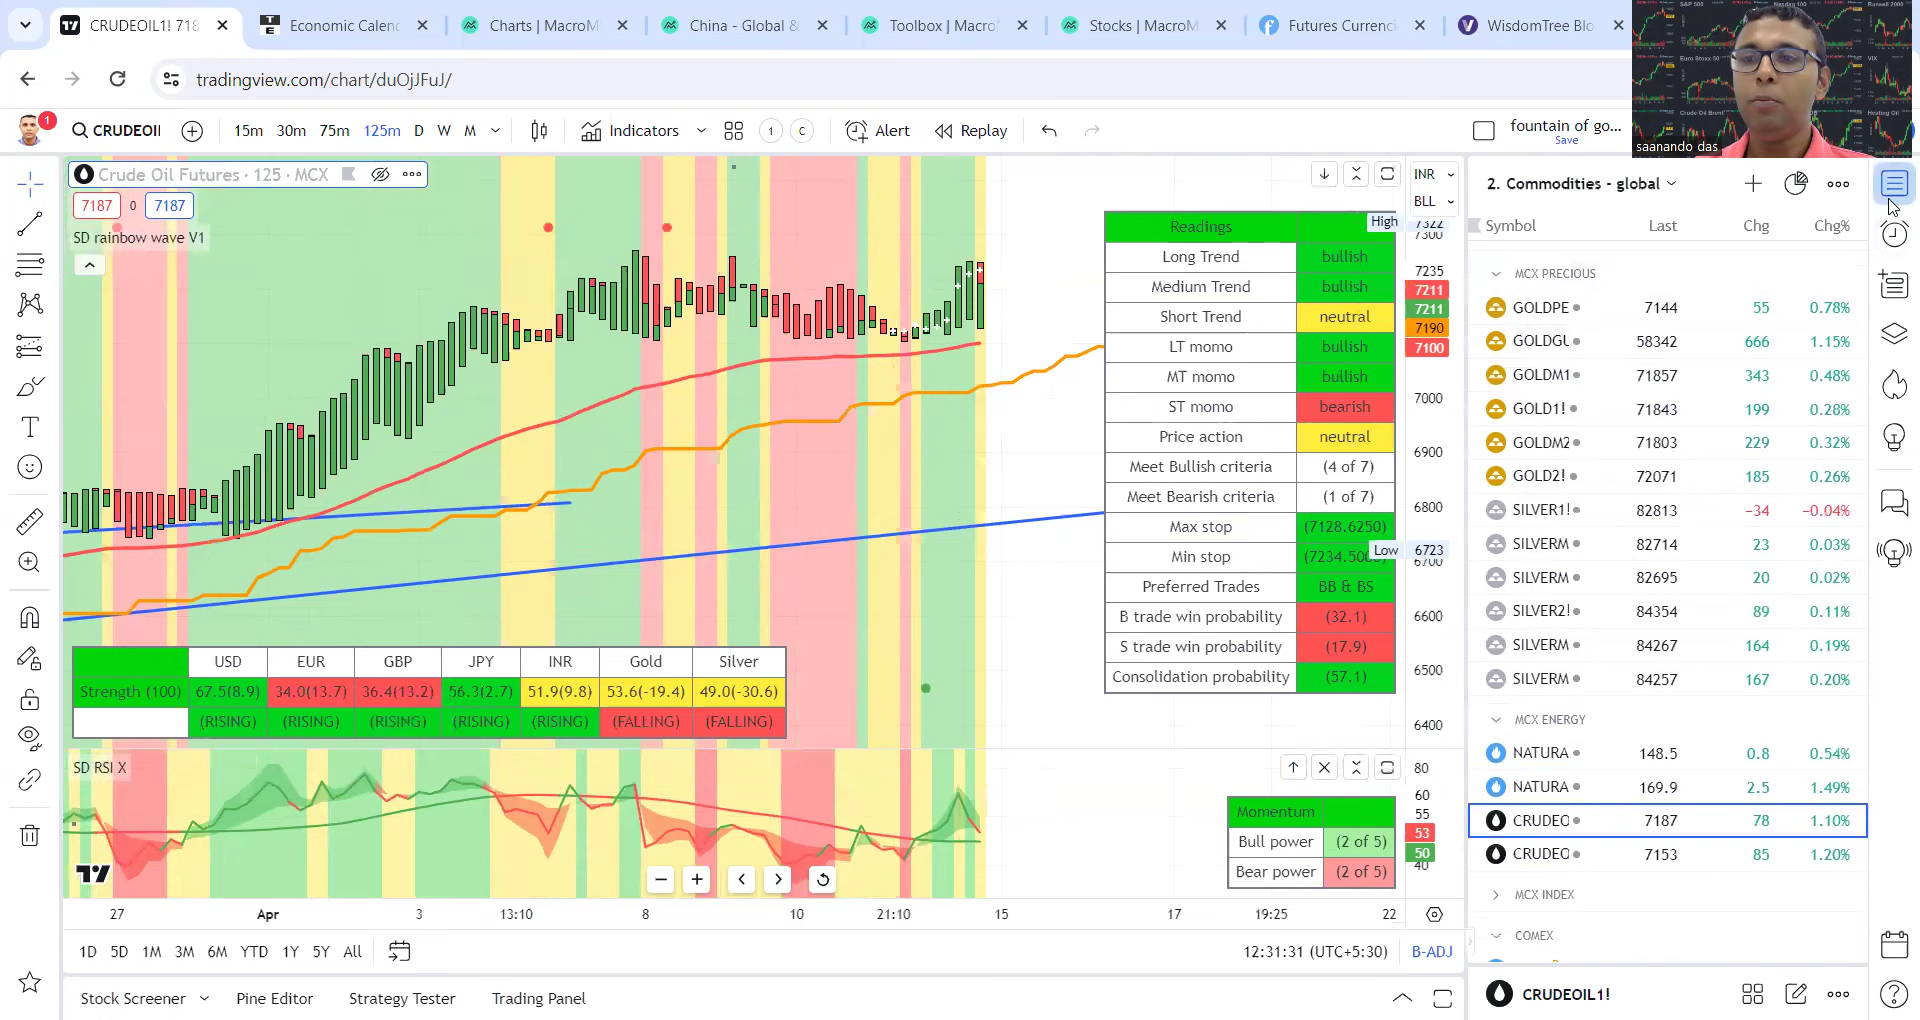 CRUDEOIL1! 718
Economic Calend
Charts | MacroM
China - Global &
Toolbox | Macro
Stocks | MacroM
Futures Currenci
WisdomTree Blo
tradingview.com/chart/duOjJFuJ/
1
CRUDEOII
15m 30m 75m 125m D W M
Indicators
1 C
Alert
Replay
fountain of go...
Save
saanando das
Crude Oil Futures · 125 · MCX
7187 0 7187
SD rainbow wave V1
INR
BLL
High 7322
7300
7235
7211
7211
7190
7100
7000
6900
6800
Low 6723
6700
6600
6500
6400
Readings
Long Trend bullish
Medium Trend bullish
Short Trend neutral
LT momo bullish
MT momo bullish
ST momo bearish
Price action neutral
Meet Bullish criteria (4 of 7)
Meet Bearish criteria (1 of 7)
Max stop (7128.6250)
Min stop
Preferred Trades BB & BS
B trade win probability (32.1)
S trade win probability (17.9)
Consolidation probability (57.1)
USD EUR GBP JPY INR Gold Silver
Strength (100) 67.5(8.9) 34.0(13.7) 36.4(13.2) 56.3(2.7) 51.9(9.8) 53.6(-19.4) 49.0(-30.6)
(RISING) (RISING) (RISING) (RISING) (RISING) (FALLING) (FALLING)
SD RSI X
80
60
55
53
50
40
Momentum
Bull power (2 of 5)
Bear power (2 of 5)
27 Apr 3 13:10 8 10 21:10 15 17 19:25 22
1D 5D 1M 3M 6M YTD 1Y 5Y All
12:31:31 (UTC+5:30) B-ADJ
Stock Screener Pine Editor Strategy Tester Trading Panel
2. Commodities - global
Symbol Last Chg Chg%
MCX PRECIOUS
GOLDPE 7144 55 0.78%
GOLDGU 58342 666 1.15%
GOLDM1 71857 343 0.48%
GOLD1! 71843 199 0.28%
GOLDM2 71803 229 0.32%
GOLD2! 72071 185 0.26%
SILVER1! 82813 −34 −0.04%
SILVERM 82714 23 0.03%
SILVERM 82695 20 0.02%
SILVER2! 84354 89 0.11%
SILVERM 84267 164 0.19%
SILVERM 84257 167 0.20%
MCX ENERGY
NATURA 148.5 0.8 0.54%
NATURA 169.9 2.5 1.49%
CRUDEO 7187 78 1.10%
CRUDEO 7153 85 1.20%
MCX INDEX
COMEX
CRUDEOIL1!